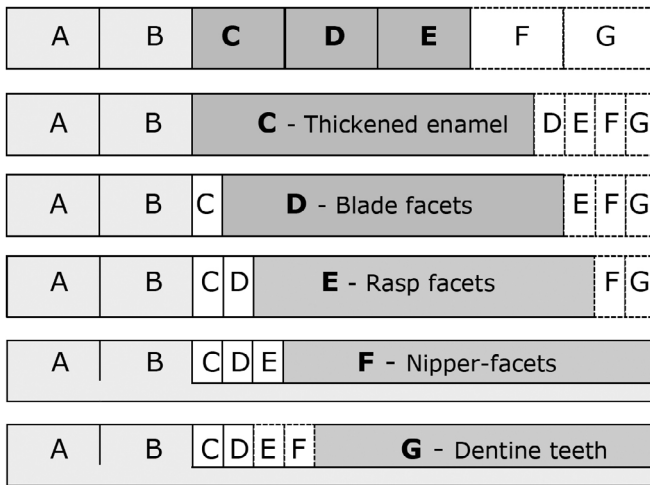 A B C D E F G
A B C - Thickened enamel D E F G
A B C D - Blade facets E F G
A B C D E - Rasp facets F G
A B C D E F - Nipper-facets
A B C D E F G - Dentine teeth